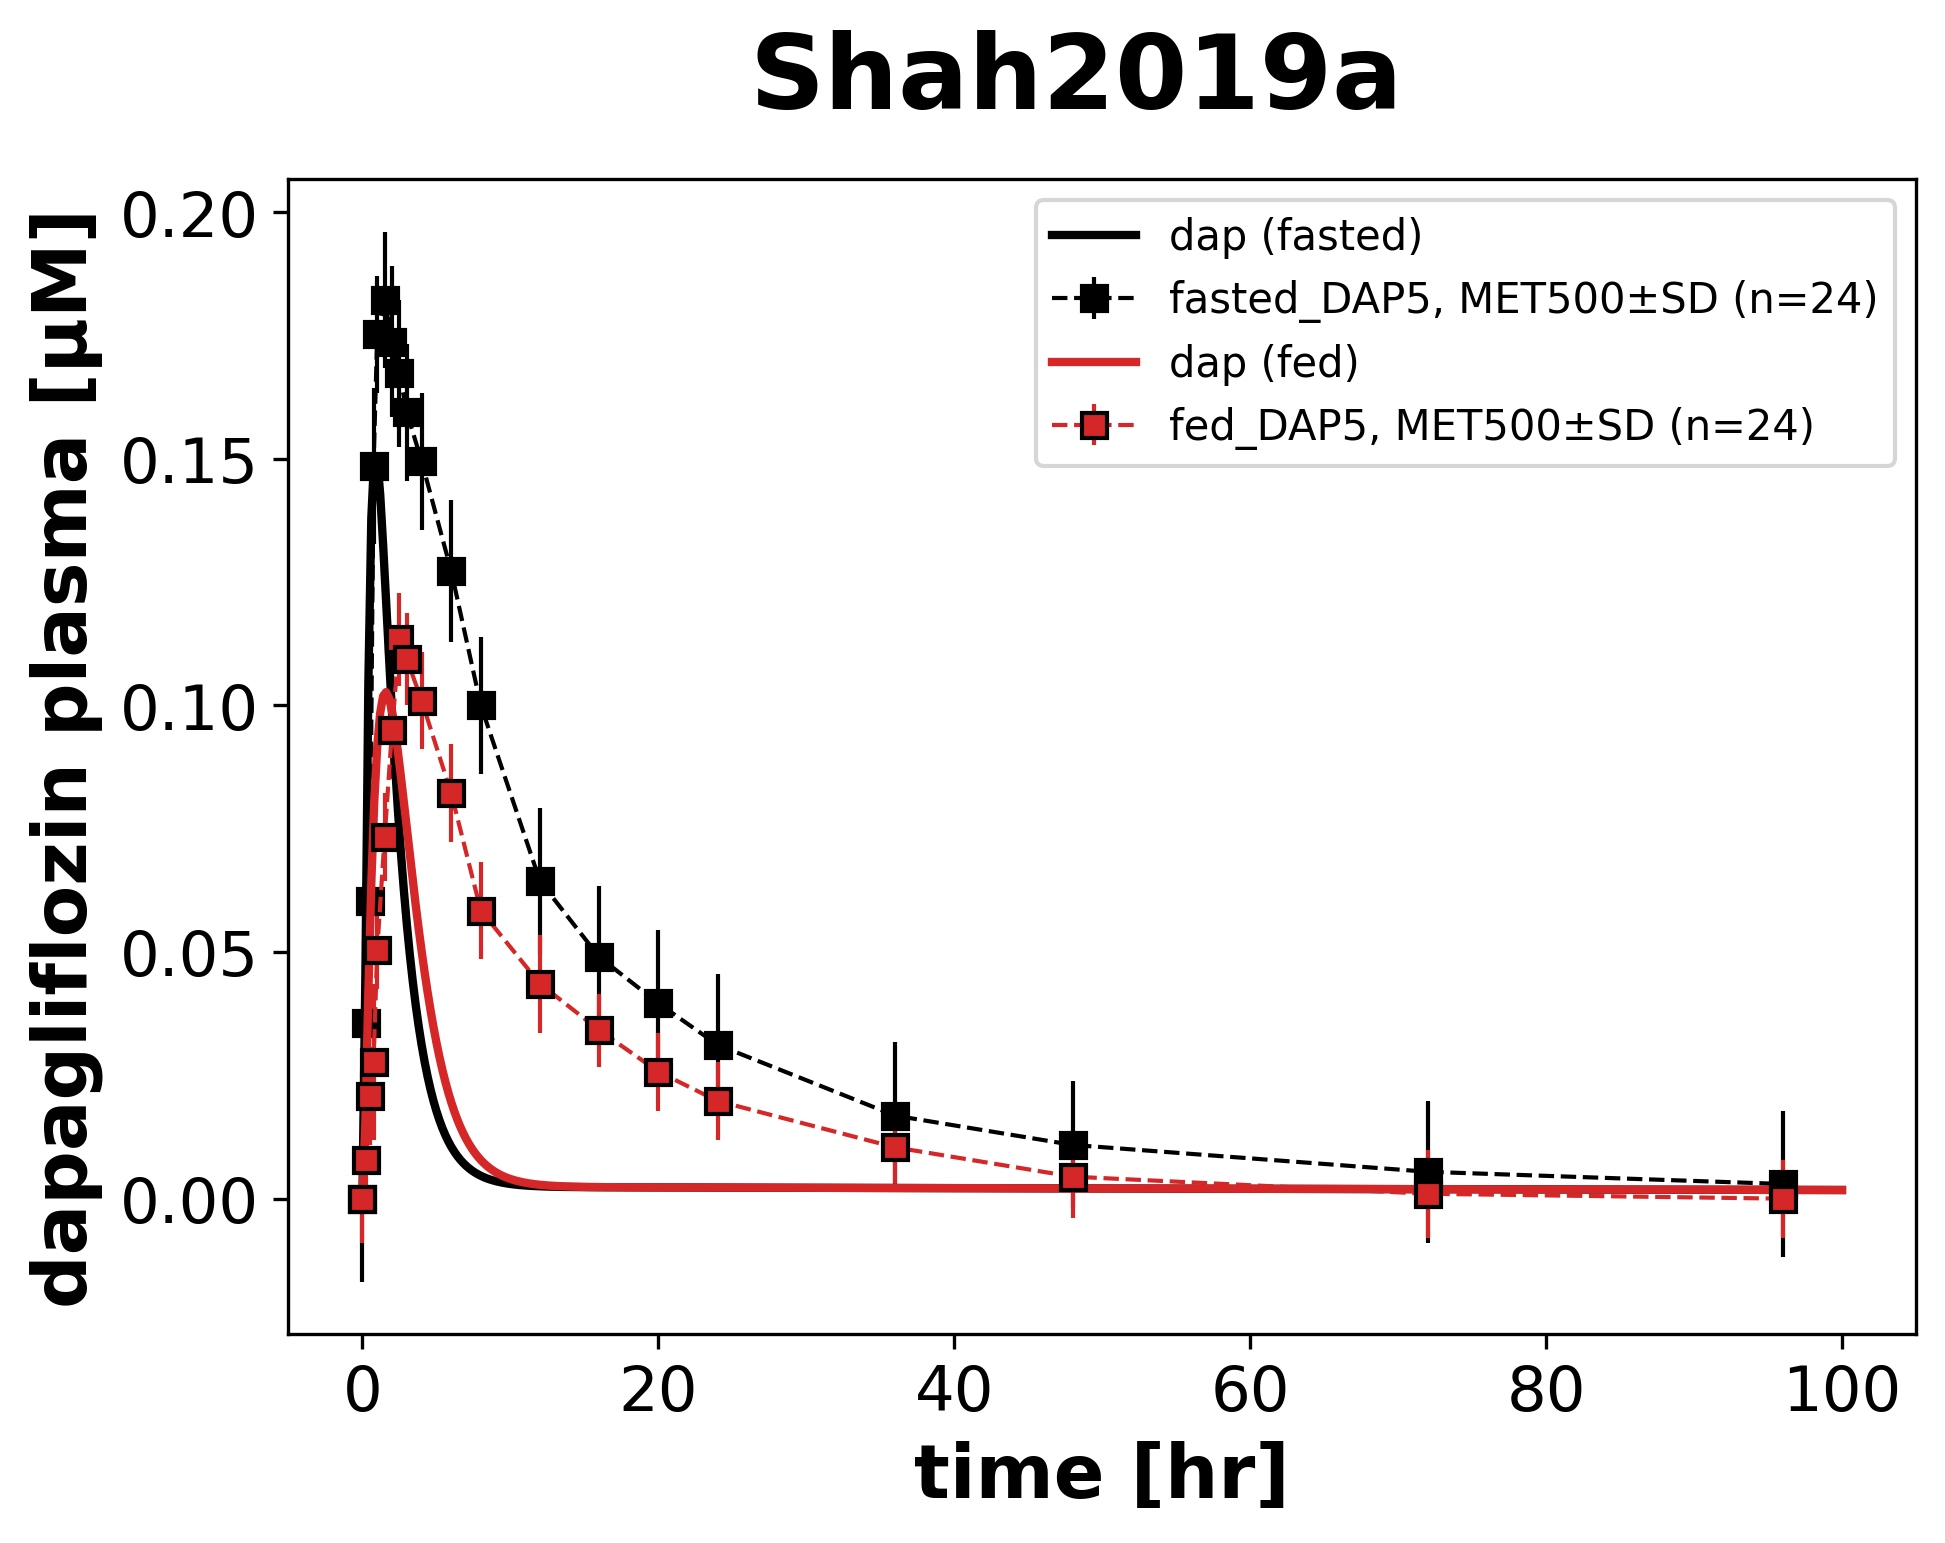 Shah2019a
dapagliflozin plasma [µM]
0.20
0.15
0.10
0.05
0.00
dap (fasted)
fasted_DAP5, MET500±SD (n=24)
dap (fed)
fed_DAP5, MET500±SD (n=24)
0 20 40 60 80 100
time [hr]